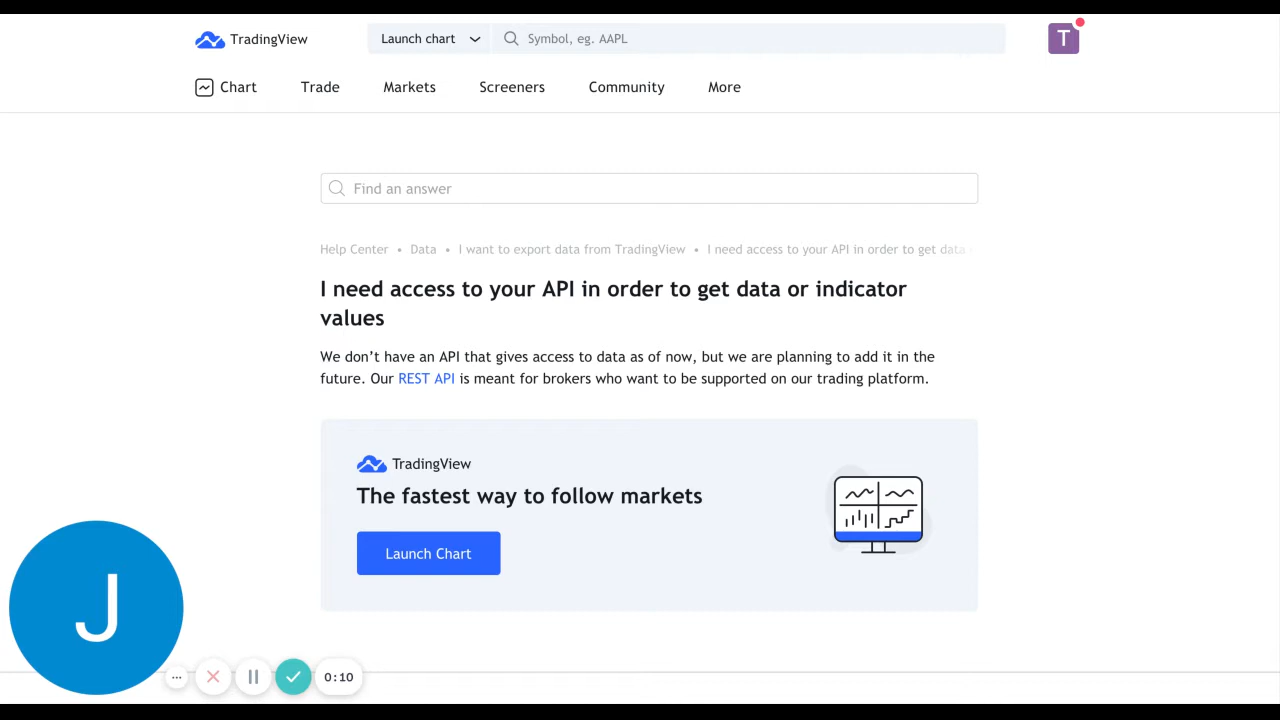 TradingView
Launch chart
Symbol, eg. AAPL
T
Chart
Trade
Markets
Screeners
Community
More
Find an answer
Help Center • Data • I want to export data from TradingView • I need access to your API in order to get data
I need access to your API in order to get data or indicator
values
We don’t have an API that gives access to data as of now, but we are planning to add it in the
future. Our REST API is meant for brokers who want to be supported on our trading platform.
TradingView
The fastest way to follow markets
Launch Chart
J
0:10